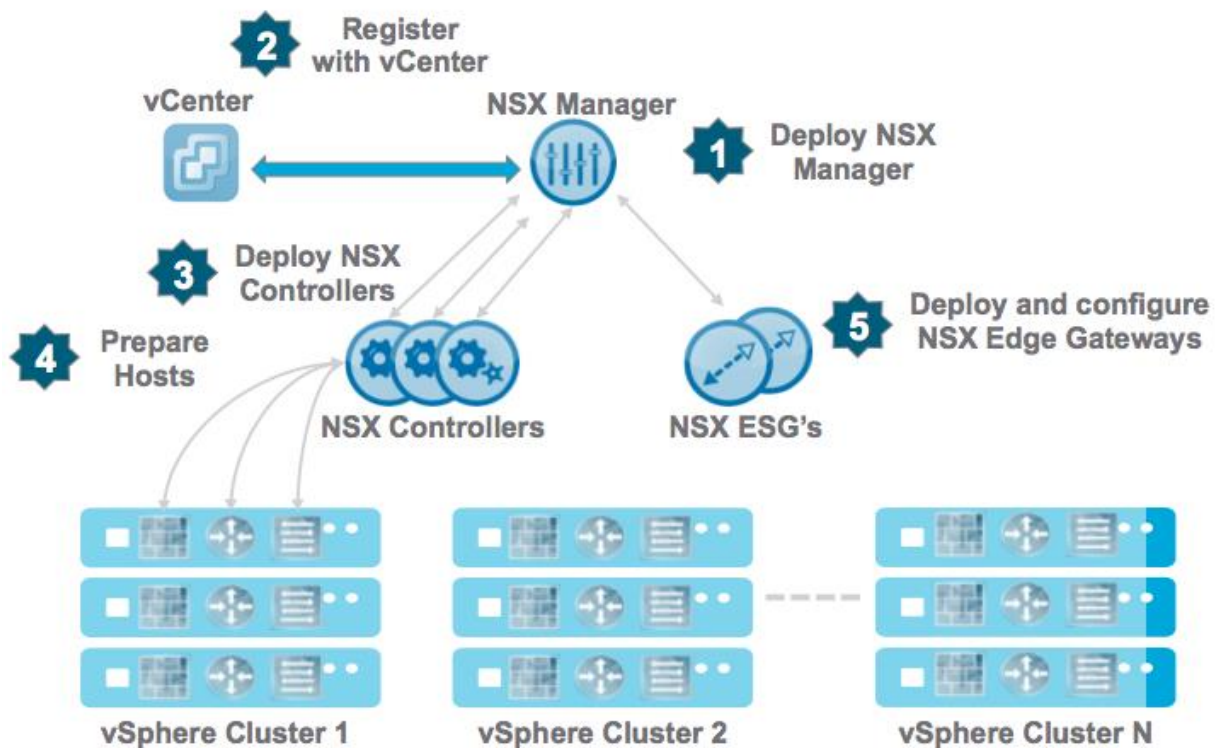 2
Register
with vCenter
vCenter
NSX Manager
1
Deploy NSX
Manager
3
Deploy NSX
Controllers
4
Prepare
Hosts
5
Deploy and configure
NSX Edge Gateways
NSX Controllers
NSX ESG's
vSphere Cluster 1
vSphere Cluster 2
vSphere Cluster N